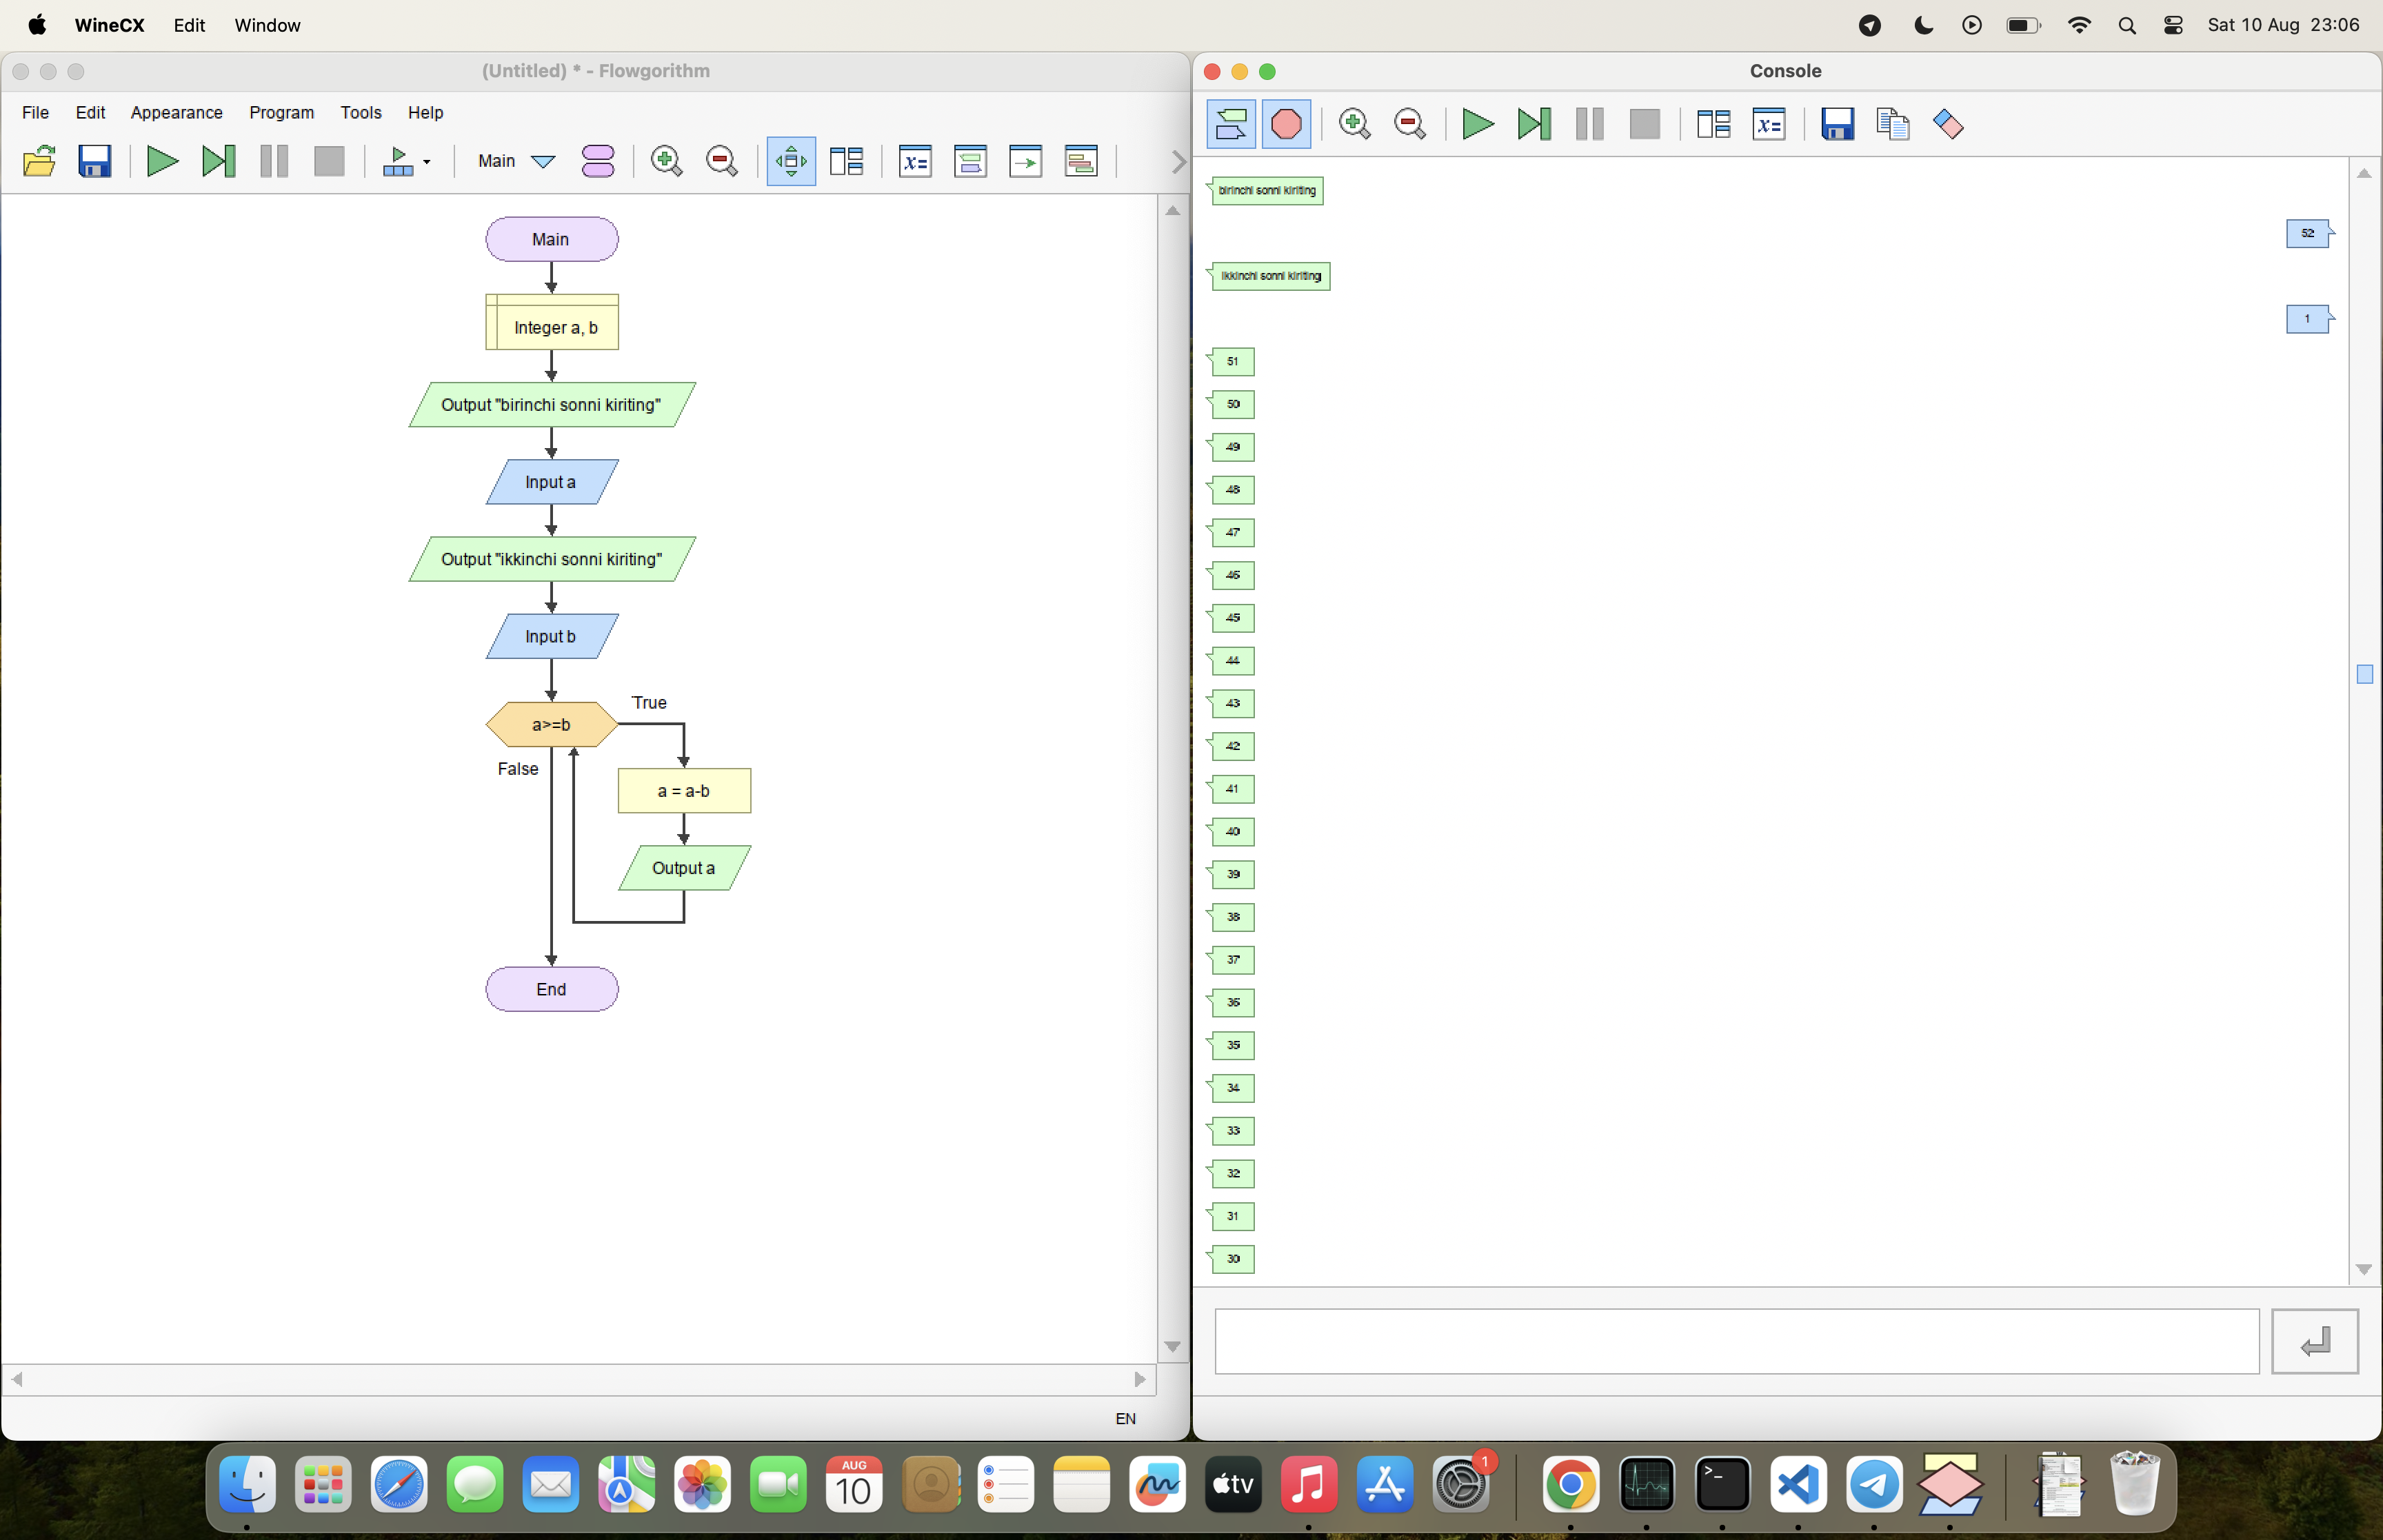 WineCX Edit Window
Sat 10 Aug 23:06
(Untitled) * - Flowgorithm
File Edit Appearance Program Tools Help
Main
x=
Main
Integer a, b
Output "birinchi sonni kiriting"
Input a
Output "ikkinchi sonni kiriting"
Input b
a>=b
True
False
a = a-b
Output a
End
EN
Console
x=
birinchi sonni kiriting
52
ikkinchi sonni kiriting
1
51
50
49
48
47
46
45
44
43
42
41
40
39
38
37
36
35
34
33
32
31
30
AUG
10
tv
1
>_